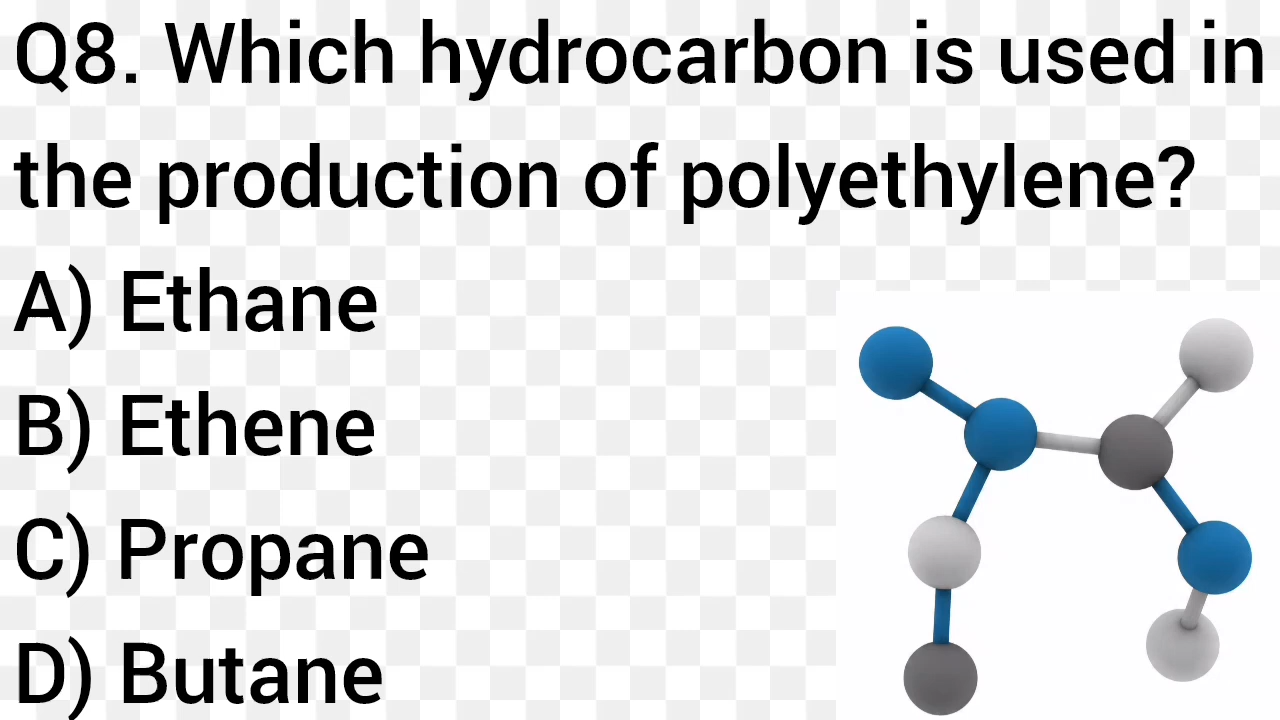 Q8. Which hydrocarbon is used in
the production of polyethylene?
A) Ethane
B) Ethene
C) Propane
D) Butane